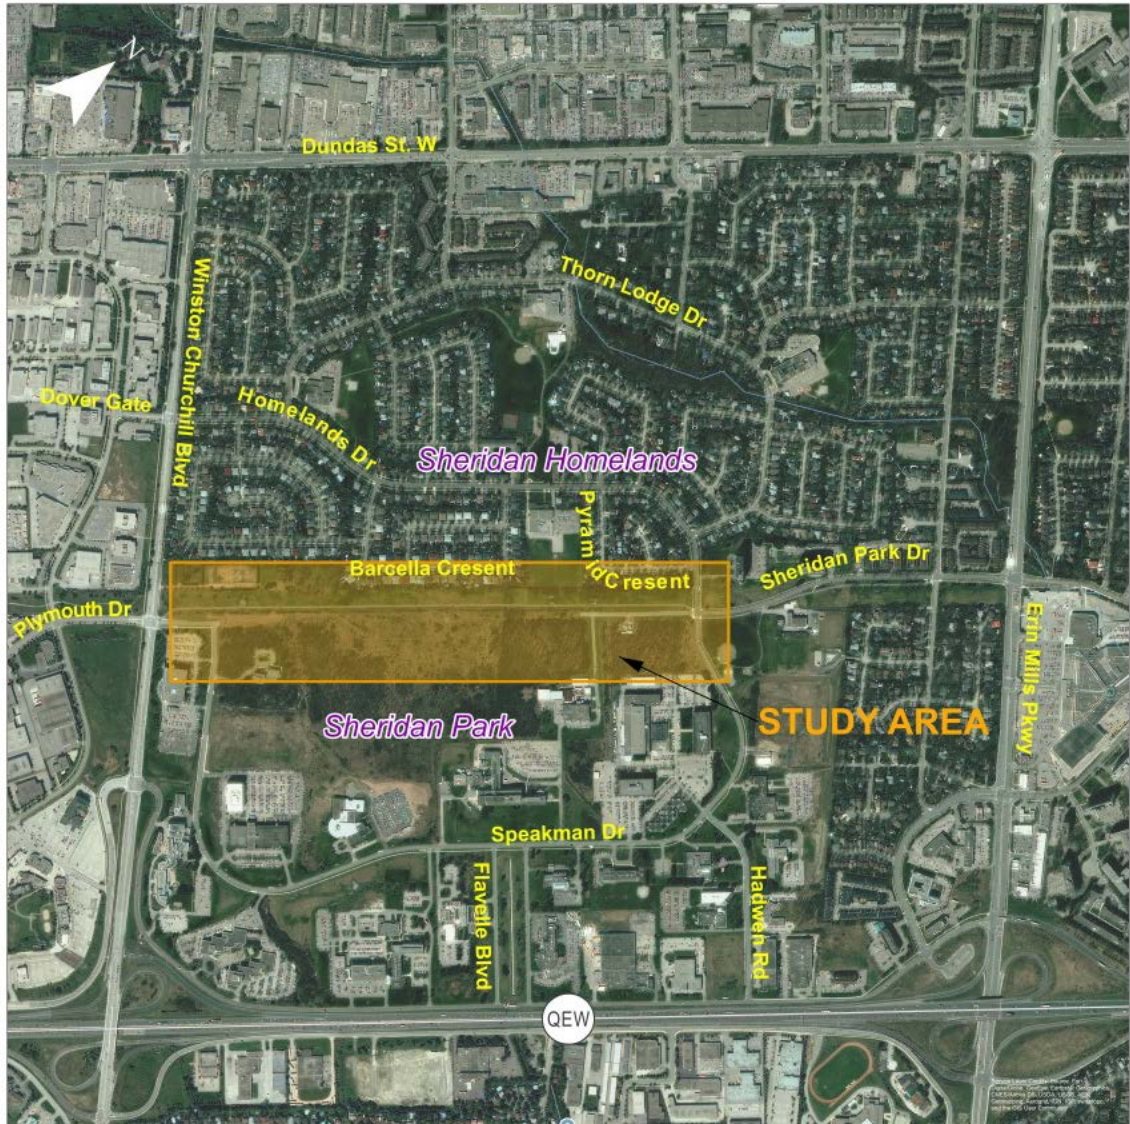 N
Dundas St. W
Thorn Lodge Dr
Winston Churchill Blvd
Dover Gate
Homelands Dr
Sheridan Homelands
Pyramid Cresent
Barcella Cresent
Sheridan Park Dr
Plymouth Dr
Erin Mills Pkwy
STUDY AREA
Sheridan Park
Speakman Dr
Flavelle Blvd
Hadwen Rd
QEW